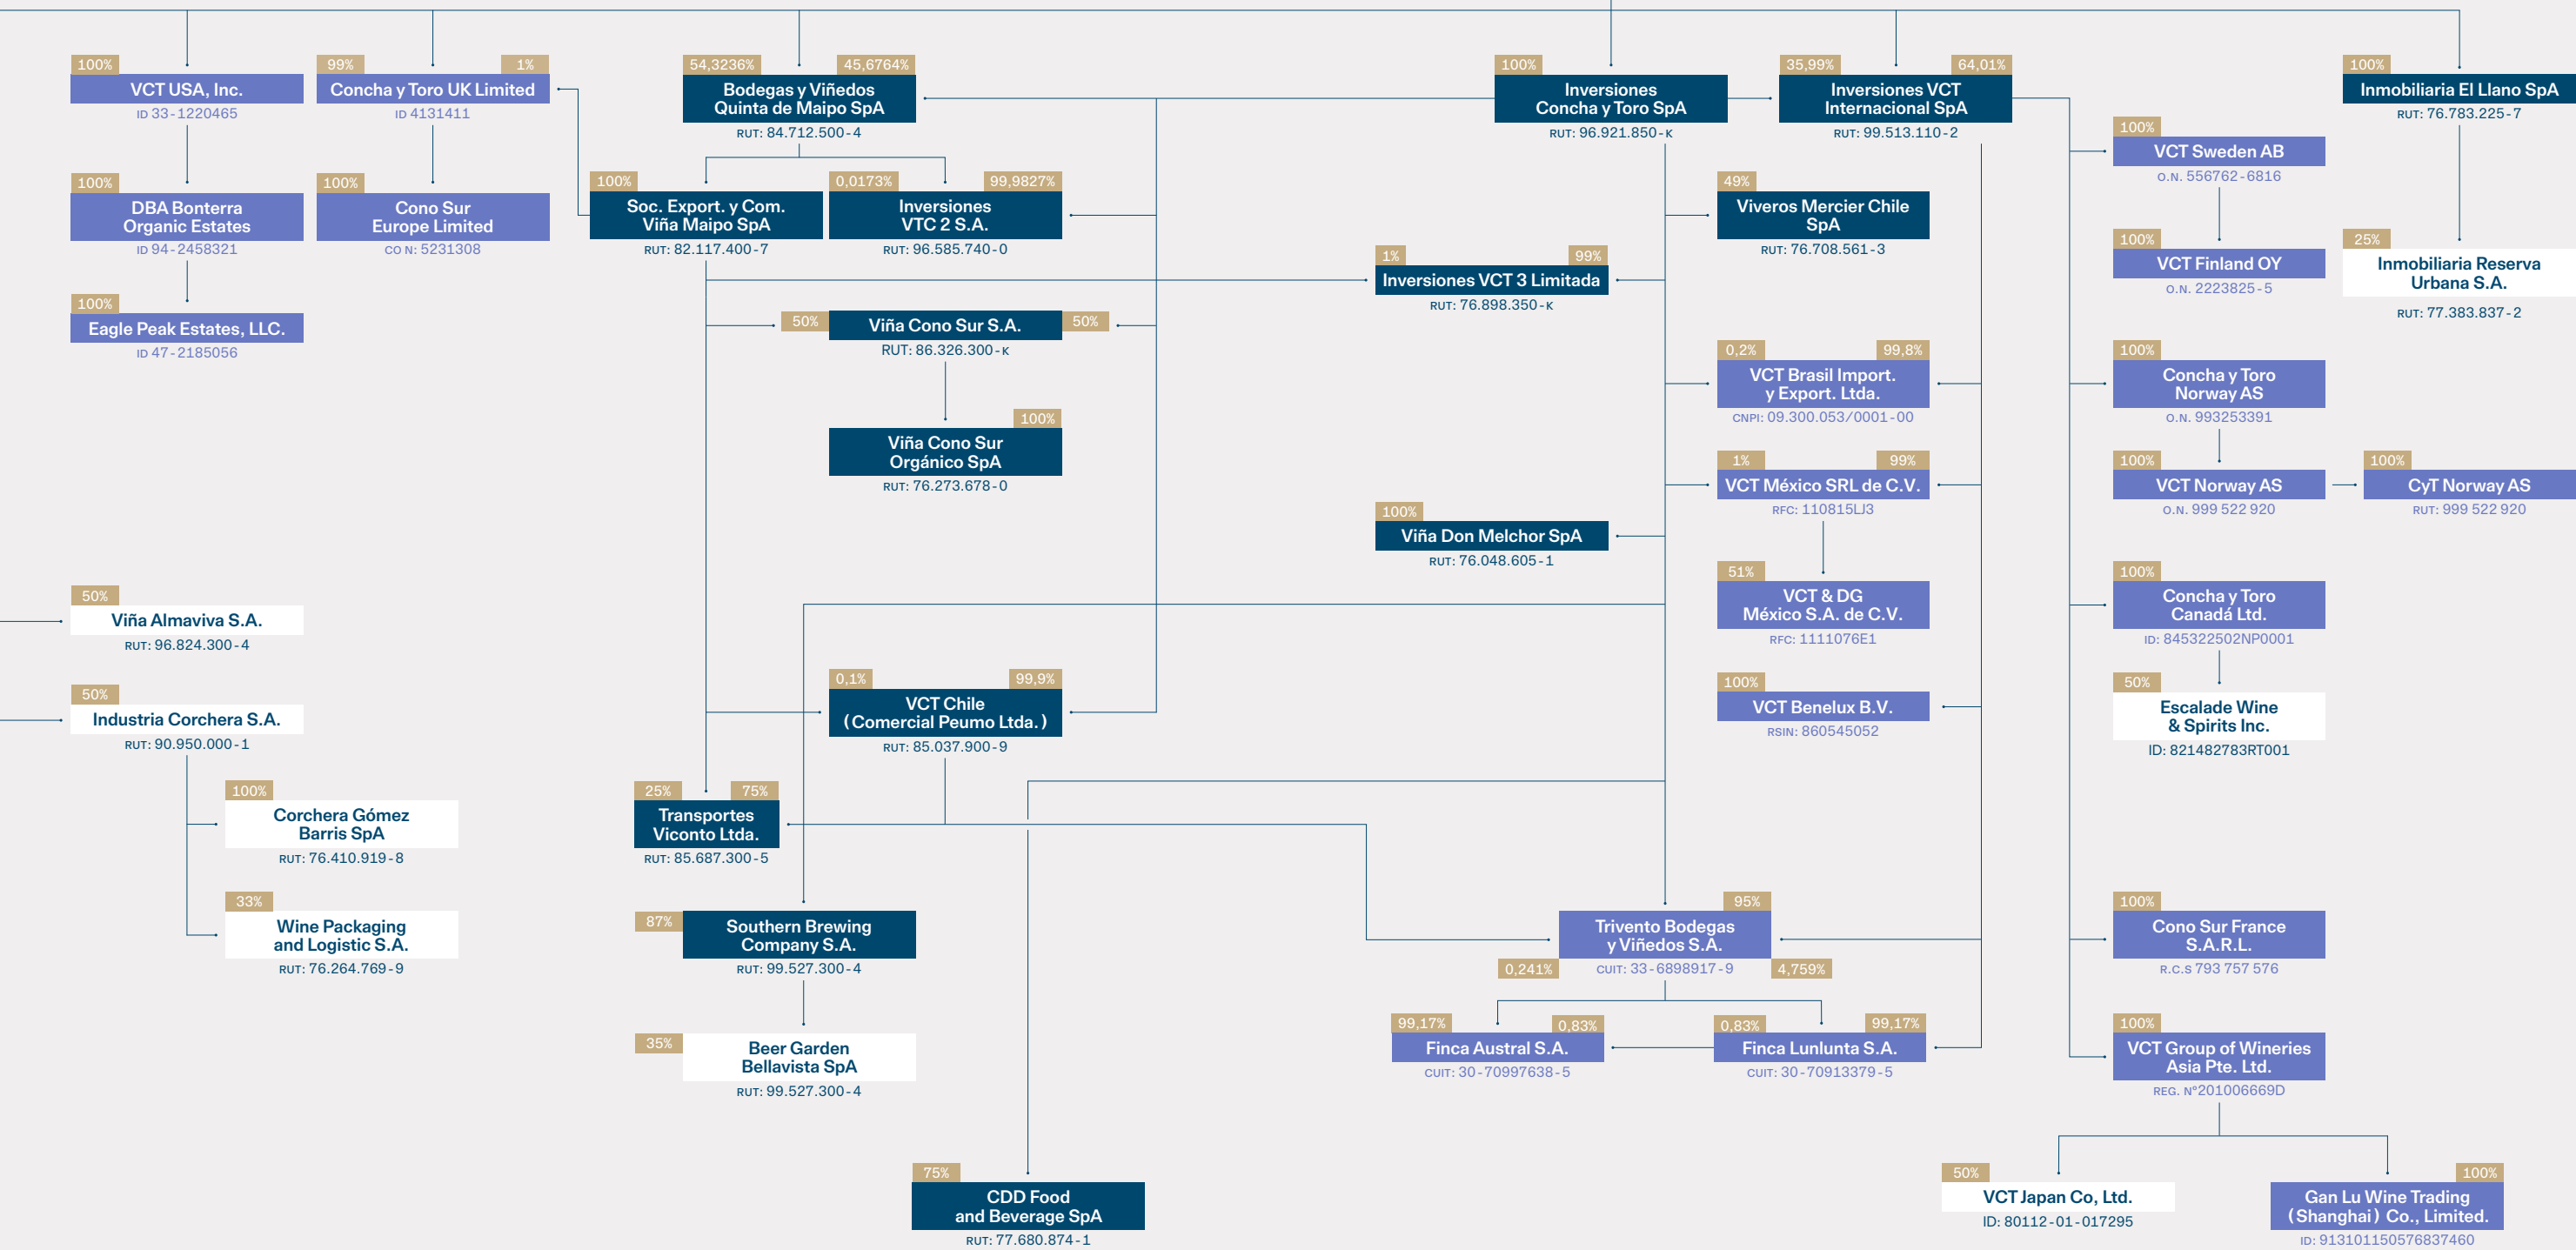 100%
VCT USA, Inc.
ID 33-1220465
100%
DBA Bonterra
Organic Estates
ID 94-2458321
100%
Eagle Peak Estates, LLC.
ID 47-2185056
99%
1%
Concha y Toro UK Limited
ID 4131411
100%
Cono Sur
Europe Limited
CO N: 5231308
50%
Viña Almaviva S.A.
RUT: 96.824.300-4
50%
Industria Corchera S.A.
RUT: 90.950.000-1
100%
Corchera Gómez
Barris SpA
RUT: 76.410.919-8
33%
Wine Packaging
and Logistic S.A.
RUT: 76.264.769-9
54,3236%
45,6764%
Bodegas y Viñedos
Quinta de Maipo SpA
RUT: 84.712.500-4
100%
Soc. Export. y Com.
Viña Maipo SpA
RUT: 82.117.400-7
0,0173%
99,9827%
Inversiones
VTC 2 S.A.
RUT: 96.585.740-0
50%
Viña Cono Sur S.A.
50%
RUT: 86.326.300-K
100%
Viña Cono Sur
Orgánico SpA
RUT: 76.273.678-0
0,1%
99,9%
VCT Chile
(Comercial Peumo Ltda.)
RUT: 85.037.900-9
25%
75%
Transportes
Viconto Ltda.
RUT: 85.687.300-5
87%
Southern Brewing
Company S.A.
RUT: 99.527.300-4
35%
Beer Garden
Bellavista SpA
RUT: 99.527.300-4
75%
CDD Food
and Beverage SpA
RUT: 77.680.874-1
100%
Inversiones
Concha y Toro SpA
RUT: 96.921.850-K
1%
99%
Inversiones VCT 3 Limitada
RUT: 76.898.350-K
100%
Viña Don Melchor SpA
RUT: 76.048.605-1
35,99%
64,01%
Inversiones VCT
Internacional SpA
RUT: 99.513.110-2
49%
Viveros Mercier Chile
SpA
RUT: 76.708.561-3
0,2%
99,8%
VCT Brasil Import.
y Export. Ltda.
CNPI: 09.300.053/0001-00
1%
99%
VCT México SRL de C.V.
RFC: 110815LJ3
51%
VCT & DG
México S.A. de C.V.
RFC: 1111076E1
100%
VCT Benelux B.V.
RSIN: 860545052
95%
Trivento Bodegas
y Viñedos S.A.
0,241%
CUIT: 33-6898917-9
4,759%
99,17%
0,83%
Finca Austral S.A.
CUIT: 30-70997638-5
0,83%
99,17%
Finca Lunlunta S.A.
CUIT: 30-70913379-5
100%
VCT Sweden AB
O.N. 556762-6816
100%
VCT Finland OY
O.N. 2223825-5
100%
Concha y Toro
Norway AS
O.N. 993253391
100%
VCT Norway AS
O.N. 999 522 920
100%
CyT Norway AS
RUT: 999 522 920
100%
Concha y Toro
Canadá Ltd.
ID: 845322502NP0001
50%
Escalade Wine
& Spirits Inc.
ID: 821482783RT001
100%
Cono Sur France
S.A.R.L.
R.C.S 793 757 576
100%
VCT Group of Wineries
Asia Pte. Ltd.
REG. N°201006669D
50%
VCT Japan Co, Ltd.
ID: 80112-01-017295
100%
Gan Lu Wine Trading
(Shanghai) Co., Limited.
ID: 913101150576837460
100%
Inmobiliaria El Llano SpA
RUT: 76.783.225-7
25%
Inmobiliaria Reserva
Urbana S.A.
RUT: 77.383.837-2